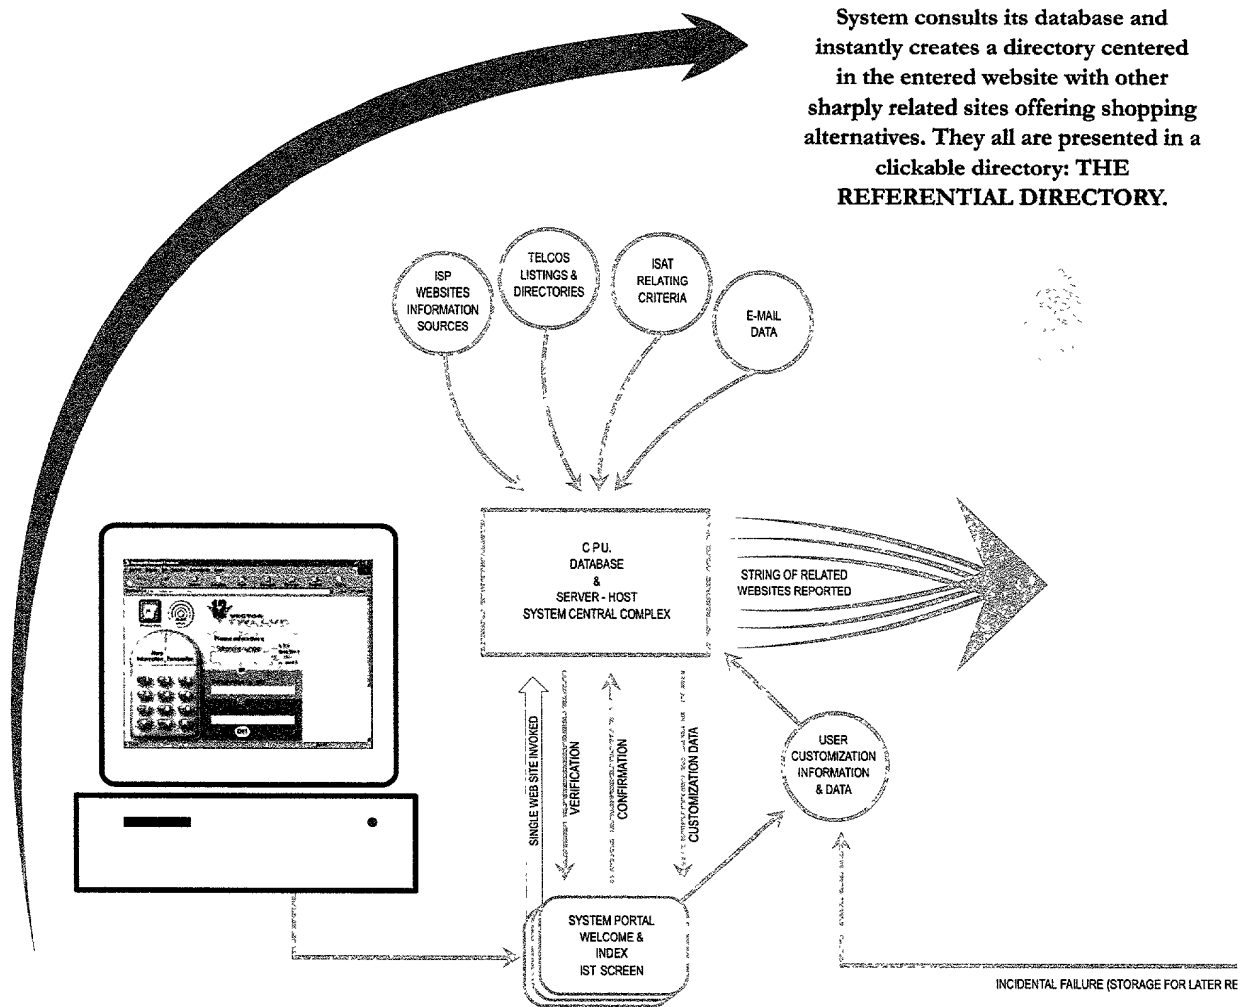 System consults its database and
instantly creates a directory centered
in the entered website with other
sharply related sites offering shopping
alternatives. They all are presented in a
clickable directory: THE
REFERENTIAL DIRECTORY.
ISP
WEBSITES
INFORMATION
SOURCES
TELCOS
LISTINGS &
DIRECTORIES
ISAT
RELATING
CRITERIA
E-MAIL
DATA
C P U.
DATABASE
&
SERVER - HOST
SYSTEM CENTRAL COMPLEX
STRING OF RELATED
WEBSITES REPORTED
SINGLE WEB SITE INVOKED
VERIFICATION
CONFIRMATION
CUSTOMIZATION DATA
USER
CUSTOMIZATION
INFORMATION
& DATA
SYSTEM PORTAL
WELCOME &
INDEX
IST SCREEN
INCIDENTAL FAILURE (STORAGE FOR LATER RE